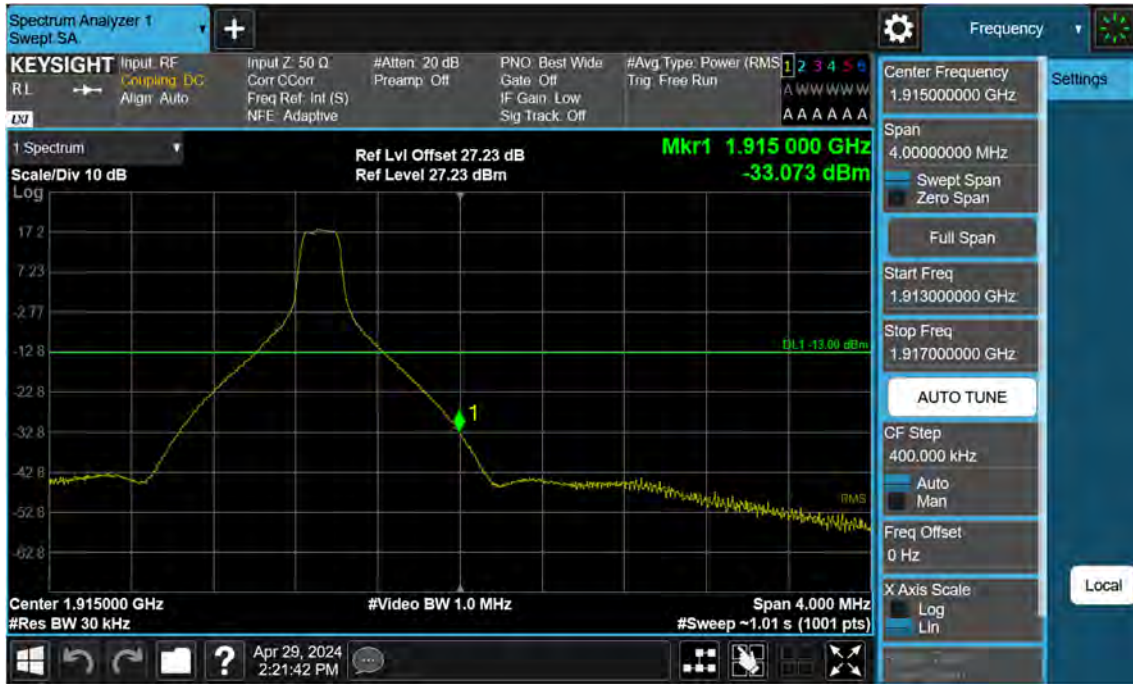 Spectrum Analyzer 1
Swept SA
Frequency
KEYSIGHT
RL
LXI
Input: RF
Coupling: DC
Align: Auto
Input Z: 50 Ω
Corr CCorr
Freq Ref: Int (S)
NFE: Adaptive
#Atten: 20 dB
Preamp: Off
PNO: Best Wide
Gate: Off
IF Gain: Low
Sig Track: Off
#Avg Type: Power (RMS
Trig: Free Run
1 2 3 4 5 6
A W W W W W
A A A A A A
1 Spectrum
Scale/Div 10 dB
Ref Lvl Offset 27.23 dB
Ref Level 27.23 dBm
Mkr1 1.915 000 GHz
-33.073 dBm
Log
17.2
7.23
-2.77
-12.8
-22.8
-32.8
-42.8
-52.8
-62.8
DL1 -13.00 dBm
1
RMS
Center 1.915000 GHz
#Res BW 30 kHz
#Video BW 1.0 MHz
Span 4.000 MHz
#Sweep ~1.01 s (1001 pts)
Center Frequency
1.915000000 GHz
Settings
Span
4.00000000 MHz
Swept Span
Zero Span
Full Span
Start Freq
1.913000000 GHz
Stop Freq
1.917000000 GHz
AUTO TUNE
CF Step
400.000 kHz
Auto
Man
Freq Offset
0 Hz
X Axis Scale
Log
Lin
Local
?
Apr 29, 2024
2:21:42 PM